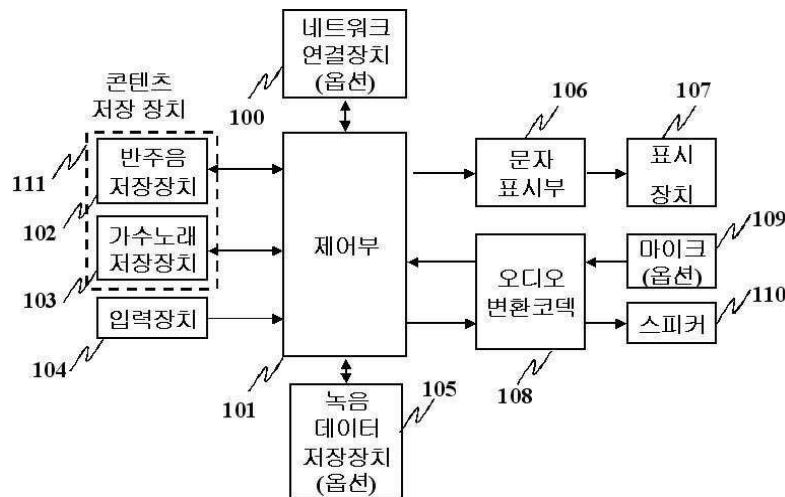 네트워크
연결장치
(옵션)
100
콘텐츠
저장 장치
111
반주음
저장장치
102
가수노래
저장장치
103
입력장치
104
제어부
101
106
문자
표시부
107
표시
장치
오디오
변환코덱
108
마이크
(옵션)
109
스피커
110
녹음
데이터
저장장치
(옵션)
105